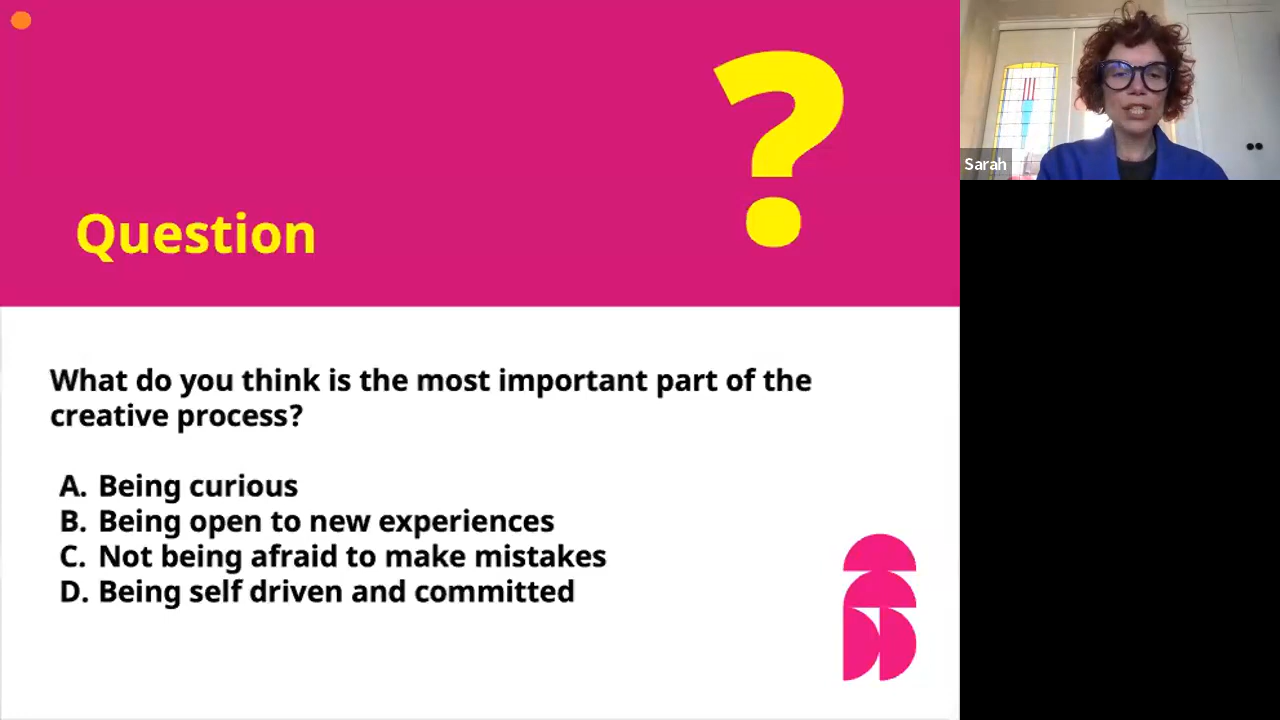 ?
Question
Sarah
What do you think is the most important part of the
creative process?
A. Being curious
B. Being open to new experiences
C. Not being afraid to make mistakes
D. Being self driven and committed